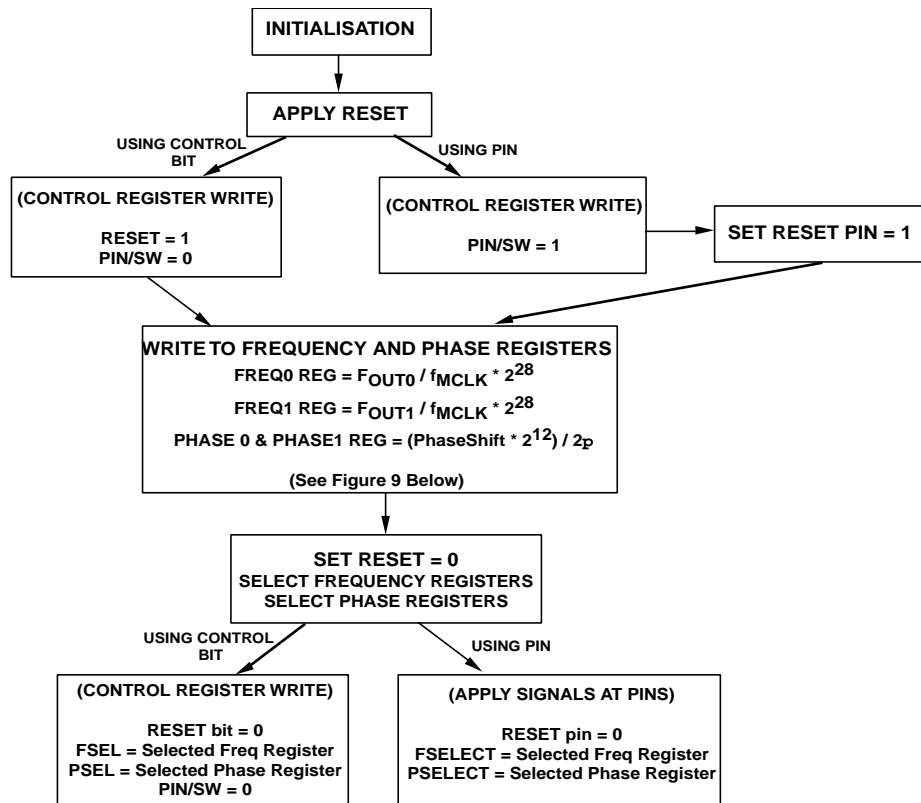 INITIALISATION
APPLY RESET
USING CONTROL
BIT
USING PIN
(CONTROL REGISTER WRITE)
RESET = 1
PIN/SW = 0
(CONTROL REGISTER WRITE)
PIN/SW = 1
SET RESET PIN = 1
WRITE TO FREQUENCY AND PHASE REGISTERS
FREQ0 REG = F_OUT0 / f_MCLK * 2^28
FREQ1 REG = F_OUT1 / f_MCLK * 2^28
PHASE 0 & PHASE1 REG = (PhaseShift * 2^12) / 2p
(See Figure 9 Below)
SET RESET = 0
SELECT FREQUENCY REGISTERS
SELECT PHASE REGISTERS
USING CONTROL
BIT
USING PIN
(CONTROL REGISTER WRITE)
RESET bit = 0
FSEL = Selected Freq Register
PSEL = Selected Phase Register
PIN/SW = 0
(APPLY SIGNALS AT PINS)
RESET pin = 0
FSELECT = Selected Freq Register
PSELECT = Selected Phase Register